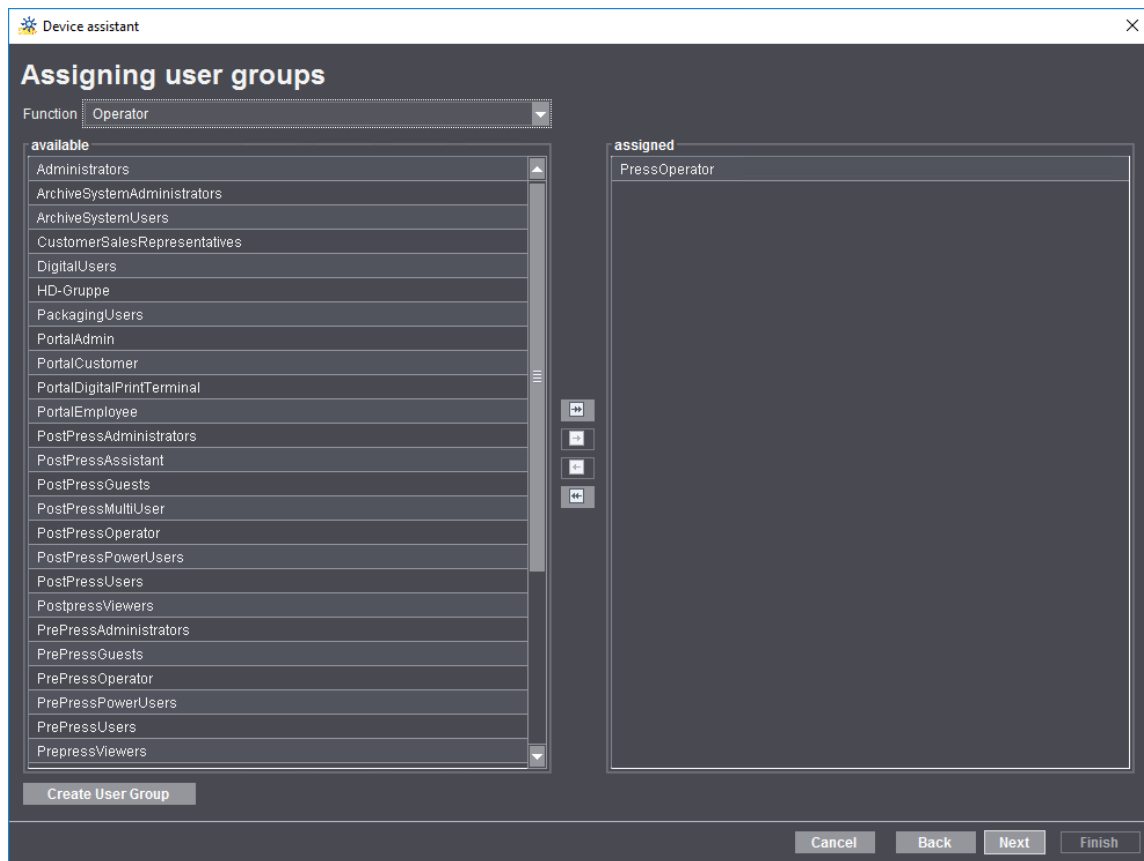 Device assistant
Assigning user groups
Function Operator
available
Administrators
ArchiveSystemAdministrators
ArchiveSystemUsers
CustomerSalesRepresentatives
DigitalUsers
HD-Gruppe
PackagingUsers
PortalAdmin
PortalCustomer
PortalDigitalPrintTerminal
PortalEmployee
PostPressAdministrators
PostPressAssistant
PostPressGuests
PostPressMultiUser
PostPressOperator
PostPressPowerUsers
PostPressUsers
PostpressViewers
PrePressAdministrators
PrePressGuests
PrePressOperator
PrePressPowerUsers
PrePressUsers
PrepressViewers
assigned
PressOperator
Create User Group
Cancel Back Next Finish